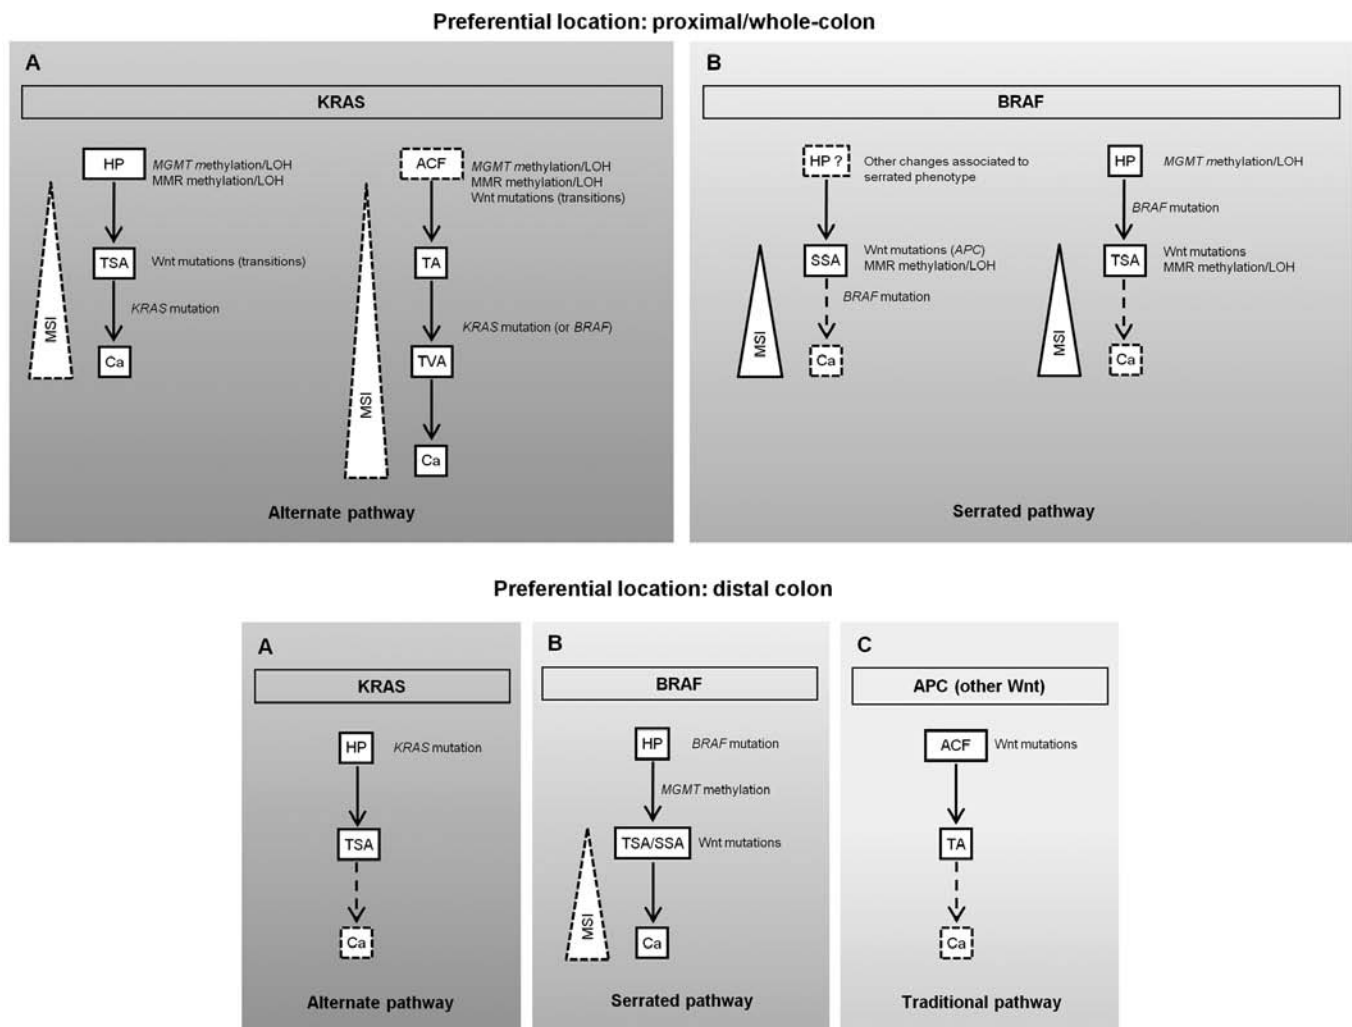 Preferential location: proximal/whole-colon
A
KRAS
HP
MGMT methylation/LOH
MMR methylation/LOH
TSA
Wnt mutations (transitions)
KRAS mutation
Ca
MSI
ACF
MGMT methylation/LOH
MMR methylation/LOH
Wnt mutations (transitions)
TA
KRAS mutation (or BRAF)
TVA
Ca
MSI
Alternate pathway
B
BRAF
HP ?
Other changes associated to
serrated phenotype
SSA
Wnt mutations (APC)
MMR methylation/LOH
BRAF mutation
Ca
MSI
HP
MGMT methylation/LOH
BRAF mutation
TSA
Wnt mutations
MMR methylation/LOH
Ca
MSI
Serrated pathway
Preferential location: distal colon
A
KRAS
HP
KRAS mutation
TSA
Ca
Alternate pathway
B
BRAF
HP
BRAF mutation
MGMT methylation
TSA/SSA
Wnt mutations
Ca
MSI
Serrated pathway
C
APC (other Wnt)
ACF
Wnt mutations
TA
Ca
Traditional pathway